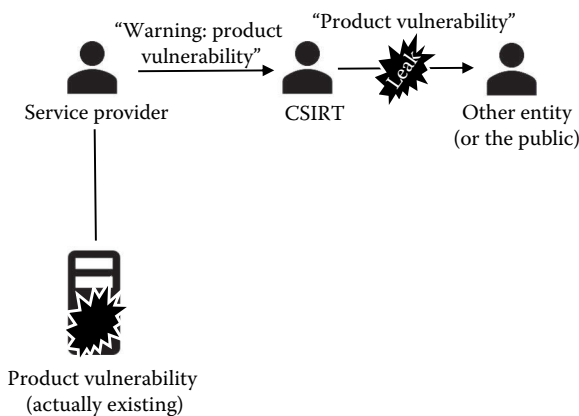 “Warning: product
vulnerability”
“Product vulnerability”
Leak
Service provider
CSIRT
Other entity
(or the public)
Product vulnerability
(actually existing)